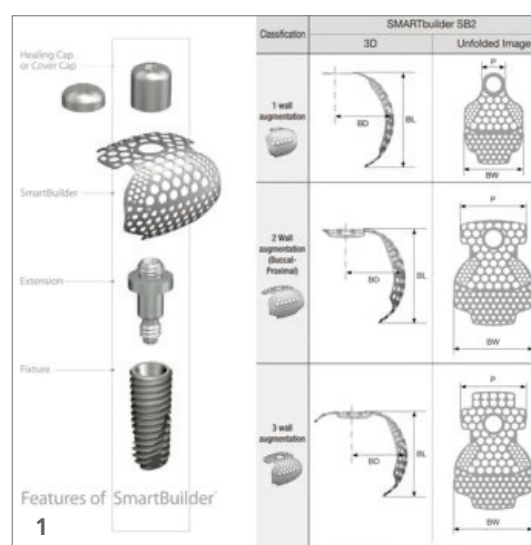 Healing Cap
or Cover Cap
SmartBuilder
Extension
Fixture
Features of SmartBuilder
1
Classification
SMARTbuilder SB2
3D
Unfolded Image
1 wall
augmentation
BD
BL
P
BW
2 Wall
augmentation
(Buccal-
Proximal)
BD
BL
P
BW
3 wall
augmentation
BD
BL
P
BW